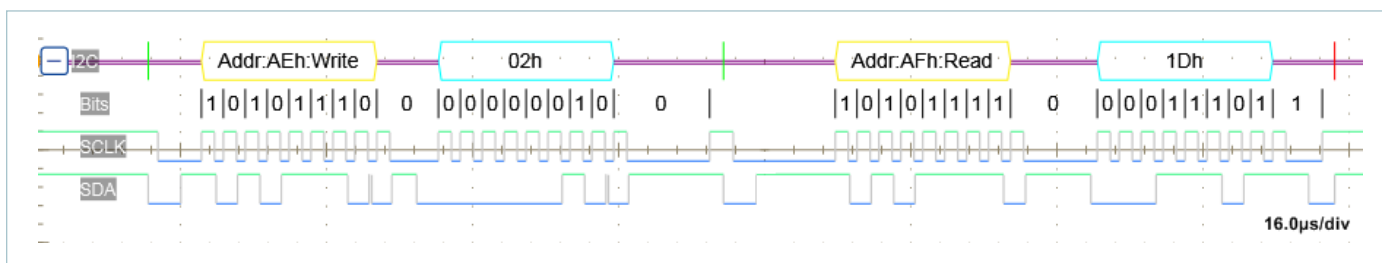 I2C Addr:AEh:Write 02h Addr:AFh:Read 1Dh
Bits 1 0 1 0 1 1 1 0 0 0 0 0 0 0 0 1 0 0 1 0 1 0 1 1 1 1 0 0 0 0 1 1 1 0 1 1
SCLK
SDA
16.0µs/div